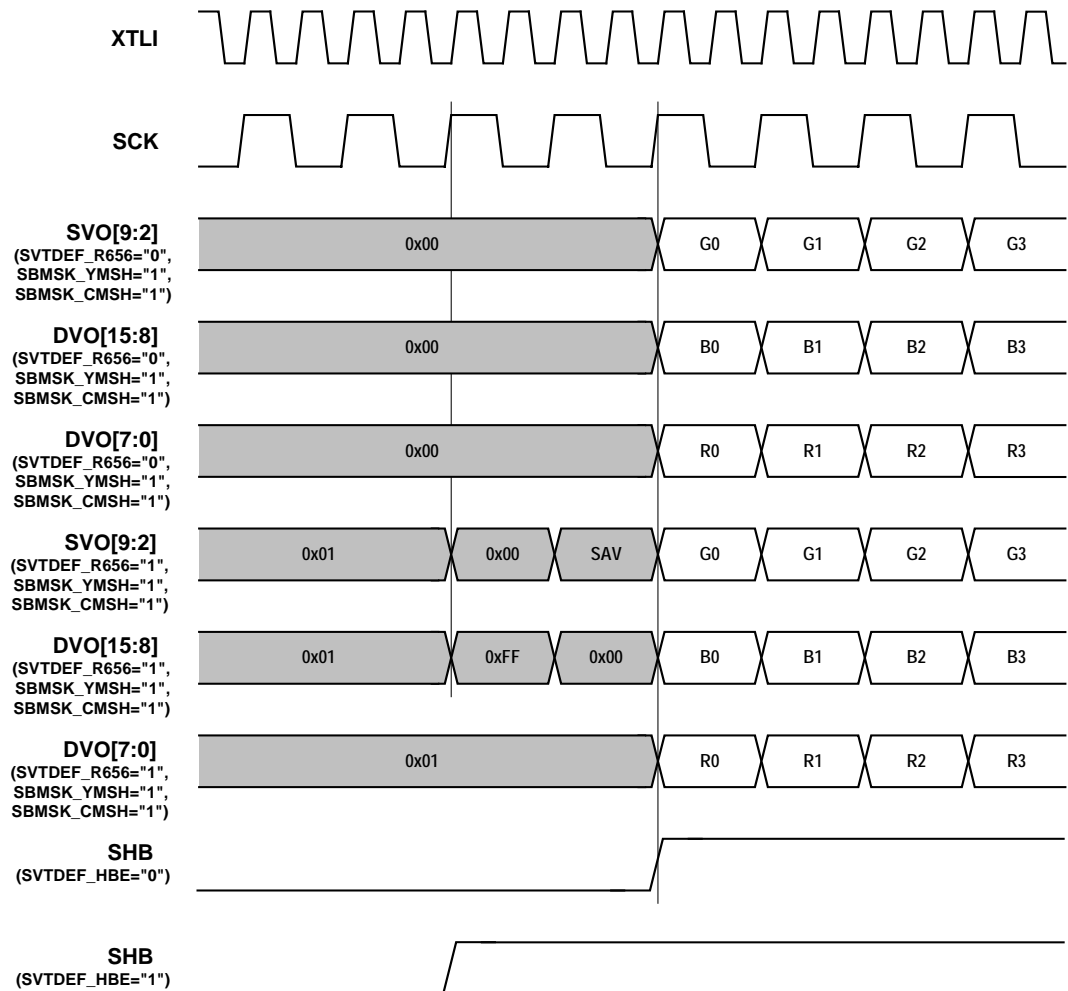 XTLI
SCK
SVO[9:2]
(SVTDEF_R656="0",
SBMSK_YMSH="1",
SBMSK_CMSH="1")
0x00
G0
G1
G2
G3
DVO[15:8]
(SVTDEF_R656="0",
SBMSK_YMSH="1",
SBMSK_CMSH="1")
0x00
B0
B1
B2
B3
DVO[7:0]
(SVTDEF_R656="0",
SBMSK_YMSH="1",
SBMSK_CMSH="1")
0x00
R0
R1
R2
R3
SVO[9:2]
(SVTDEF_R656="1",
SBMSK_YMSH="1",
SBMSK_CMSH="1")
0x01
0x00
SAV
G0
G1
G2
G3
DVO[15:8]
(SVTDEF_R656="1",
SBMSK_YMSH="1",
SBMSK_CMSH="1")
0x01
0xFF
0x00
B0
B1
B2
B3
DVO[7:0]
(SVTDEF_R656="1",
SBMSK_YMSH="1",
SBMSK_CMSH="1")
0x01
R0
R1
R2
R3
SHB
(SVTDEF_HBE="0")
SHB
(SVTDEF_HBE="1")